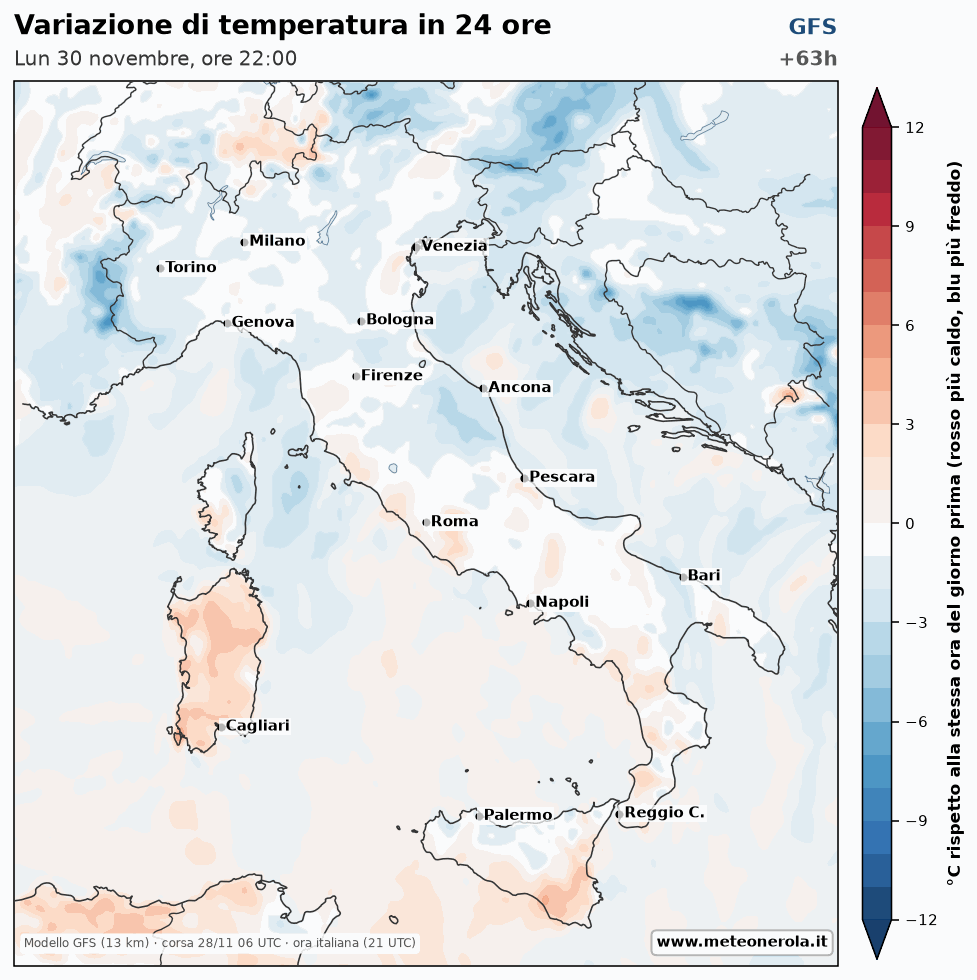 Variazione di temperatura in 24 ore
GFS
Lun 30 novembre, ore 22:00
+63h
12
9
6
3
0
−3
−6
−9
−12
°C rispetto alla stessa ora del giorno prima (rosso più caldo, blu più freddo)
Milano
Venezia
Torino
Genova
Bologna
Firenze
Ancona
Pescara
Roma
Bari
Napoli
Cagliari
Palermo
Reggio C.
Modello GFS (13 km) · corsa 28/11 06 UTC · ora italiana (21 UTC)
www.meteonerola.it